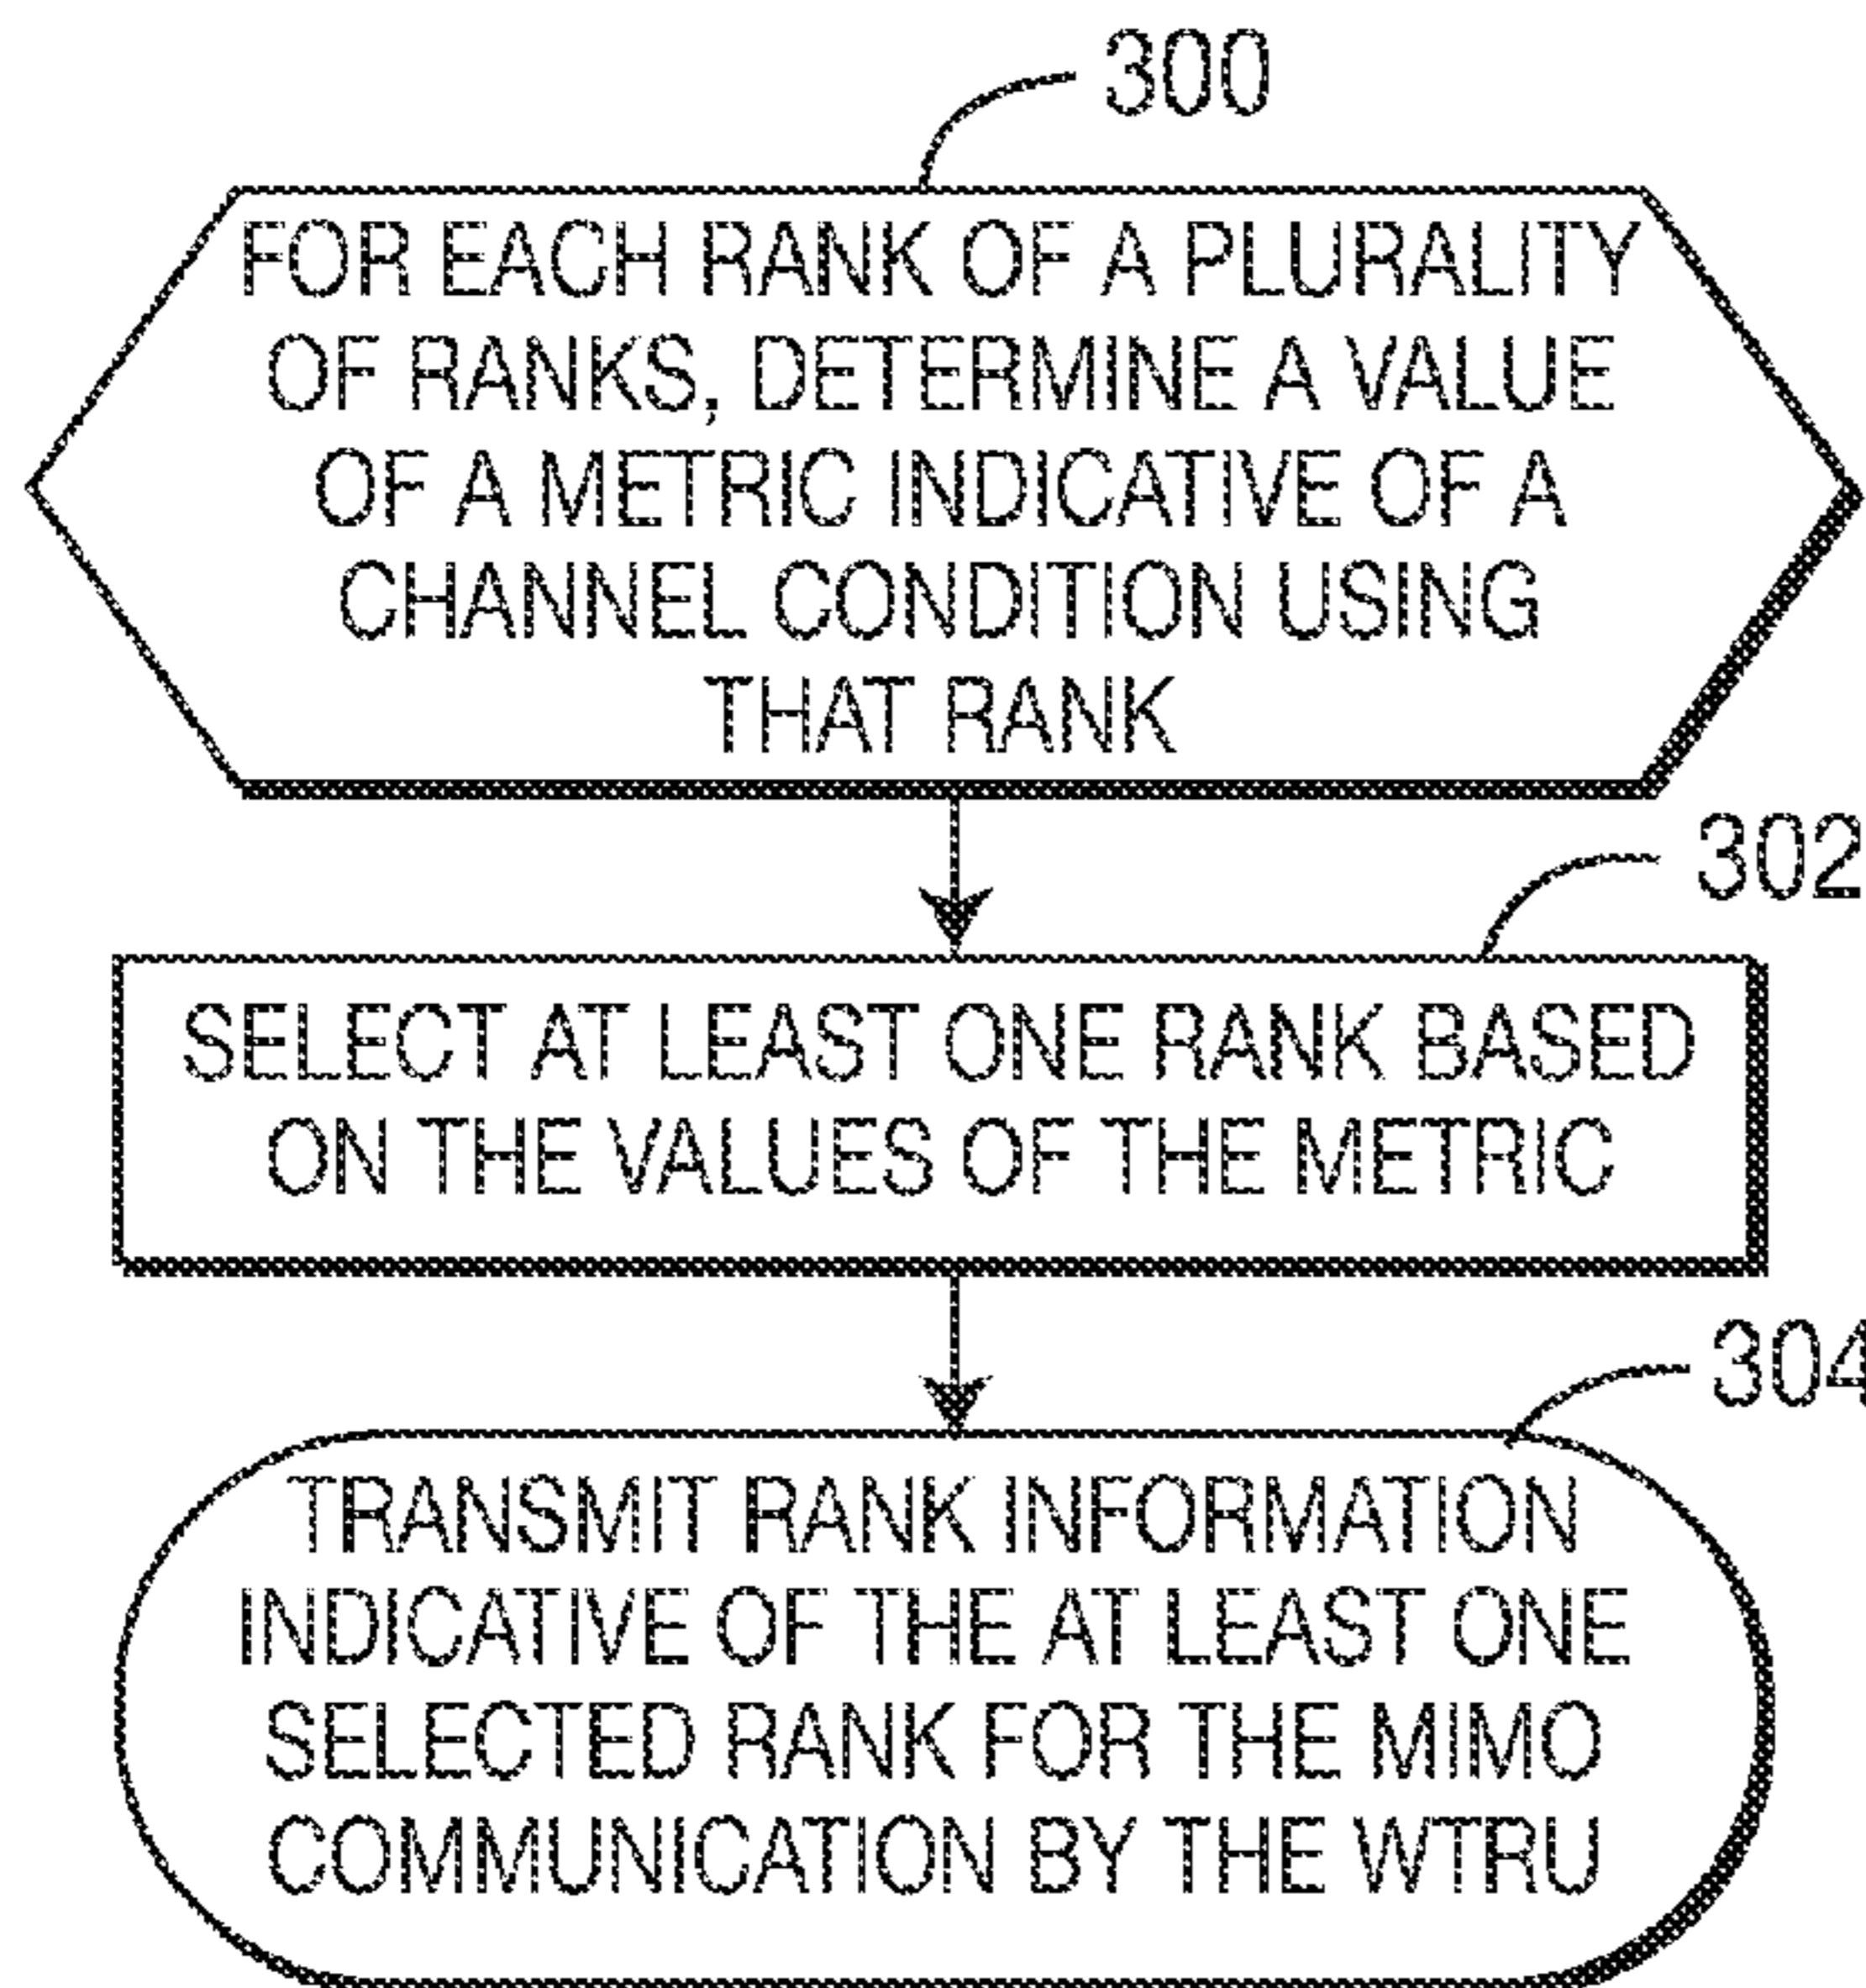 300
FOR EACH RANK OF A PLURALITY
OF RANKS, DETERMINE A VALUE
OF A METRIC INDICATIVE OF A
CHANNEL CONDITION USING
THAT RANK
302
SELECT AT LEAST ONE RANK BASED
ON THE VALUES OF THE METRIC
304
TRANSMIT RANK INFORMATION
INDICATIVE OF THE AT LEAST ONE
SELECTED RANK FOR THE MIMO
COMMUNICATION BY THE WTRU